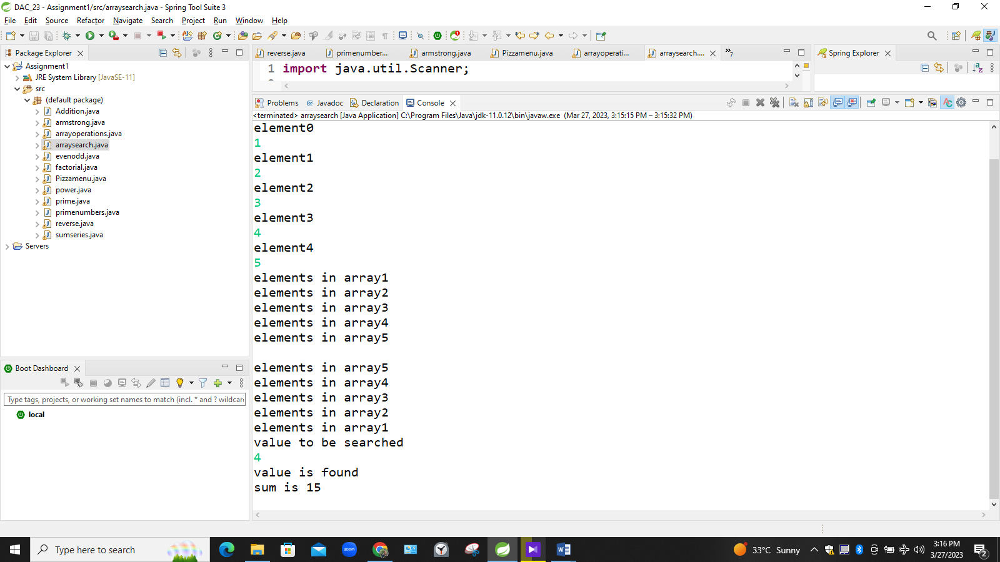 DAC_23 - Assignment1/src/arraysearch.java - Spring Tool Suite 3
File Edit Source Refactor Navigate Search Project Run Window Help
Package Explorer
Assignment1
JRE System Library [JavaSE-11]
src
(default package)
Addition.java
armstrong.java
arrayoperations.java
arraysearch.java
evenodd.java
factorial.java
Pizzamenu.java
power.java
prime.java
primenumbers.java
reverse.java
sumseries.java
Servers
Boot Dashboard
Type tags, projects, or working set names to match (incl. * and ? wildcar
local
reverse.java primenumber... armstrong.java Pizzamenu.java arrayoperati... arraysearch.... »7
1 import java.util.Scanner;
Spring Explorer
Problems @ Javadoc Declaration Console
<terminated> arraysearch [Java Application] C:\Program Files\Java\jdk-11.0.12\bin\javaw.exe (Mar 27, 2023, 3:15:15 PM – 3:15:32 PM)
element0
1
element1
2
element2
3
element3
4
element4
5
elements in array1
elements in array2
elements in array3
elements in array4
elements in array5
elements in array5
elements in array4
elements in array3
elements in array2
elements in array1
value to be searched
4
value is found
sum is 15
Type here to search
zoom
33°C Sunny
3:16 PM
3/27/2023
2